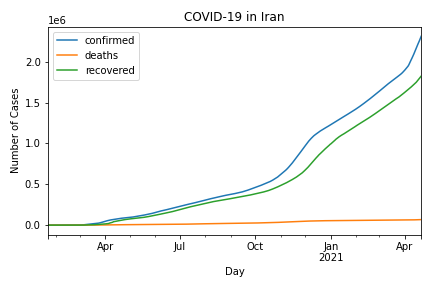 COVID-19 in Iran
1e6
confirmed
deaths
recovered
2.0
1.5
1.0
0.5
0.0
Number of Cases
Apr Jul Oct Jan Apr
2021
Day